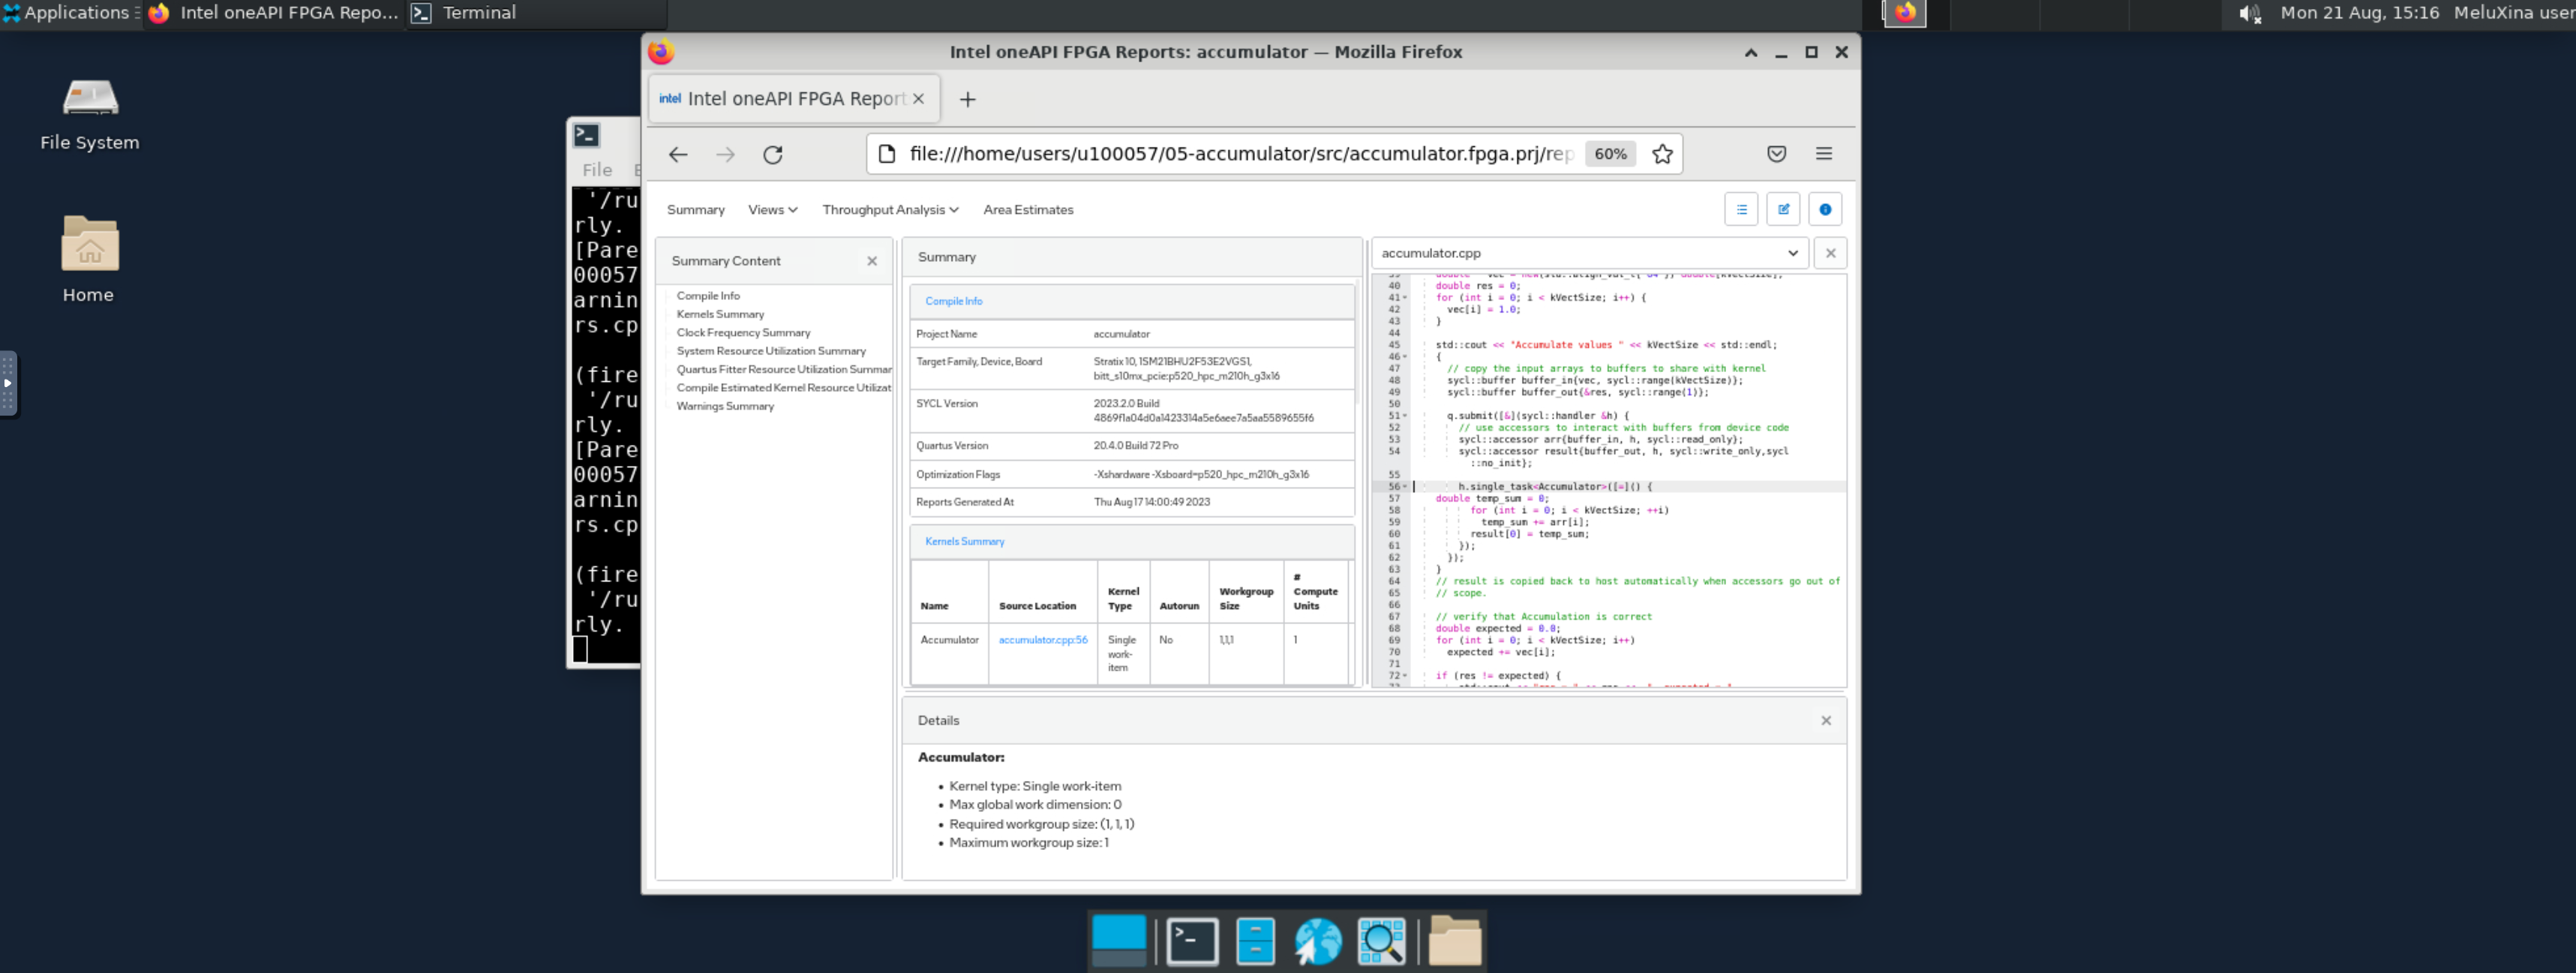 Applications
Intel oneAPI FPGA Repo...
Terminal
Mon 21 Aug, 15:16
MeluXina user
File System
Home
File
'/ru
rly.
[Pare
00057
arnin
rs.cp
(fire
'/ru
rly.
[Pare
00057
arnin
rs.cp
(fire
'/ru
rly.
Intel oneAPI FPGA Reports: accumulator — Mozilla Firefox
intel Intel oneAPI FPGA Report
file:///home/users/u100057/05-accumulator/src/accumulator.fpga.prj/rep
60%
Summary Views Throughput Analysis Area Estimates
Summary Content
Compile Info
Kernels Summary
Clock Frequency Summary
System Resource Utilization Summary
Quartus Fitter Resource Utilization Summar
Compile Estimated Kernel Resource Utilizat
Warnings Summary
Summary
Compile Info
Project Name accumulator
Target Family, Device, Board Stratix 10, 1SM21BHU2F53E2VGS1,
bitt_s10mx_pcie:p520_hpc_m210h_g3x16
SYCL Version 2023.2.0 Build
4869f1a04d0a1423314a5e6aee7a5aa5589655f6
Quartus Version 20.4.0 Build 72 Pro
Optimization Flags -Xshardware -Xsboard=p520_hpc_m210h_g3x16
Reports Generated At Thu Aug 17 14:00:49 2023
Kernels Summary
Name Source Location Kernel Type Autorun Workgroup Size # Compute Units
Accumulator accumulator.cpp:56 Single work-item No 1,1,1 1
accumulator.cpp
40 double res = 0;
41 for (int i = 0; i < kVectSize; i++) {
42 vec[i] = 1.0;
43 }
44
45 std::cout << "Accumulate values " << kVectSize << std::endl;
46 {
47 // copy the input arrays to buffers to share with kernel
48 sycl::buffer buffer_in{vec, sycl::range(kVectSize)};
49 sycl::buffer buffer_out{&res, sycl::range(1)};
50
51 q.submit([&](sycl::handler &h) {
52 // use accessors to interact with buffers from device code
53 sycl::accessor arr{buffer_in, h, sycl::read_only};
54 sycl::accessor result{buffer_out, h, sycl::write_only,sycl
::no_init};
55
56 h.single_task<Accumulator>([=]() {
57 double temp_sum = 0;
58 for (int i = 0; i < kVectSize; ++i)
59 temp_sum += arr[i];
60 result[0] = temp_sum;
61 });
62 });
63 }
64 // result is copied back to host automatically when accessors go out of
65 // scope.
66
67 // verify that Accumulation is correct
68 double expected = 0.0;
69 for (int i = 0; i < kVectSize; i++)
70 expected += vec[i];
71
72 if (res != expected) {
Details
Accumulator:
• Kernel type: Single work-item
• Max global work dimension: 0
• Required workgroup size: (1, 1, 1)
• Maximum workgroup size: 1